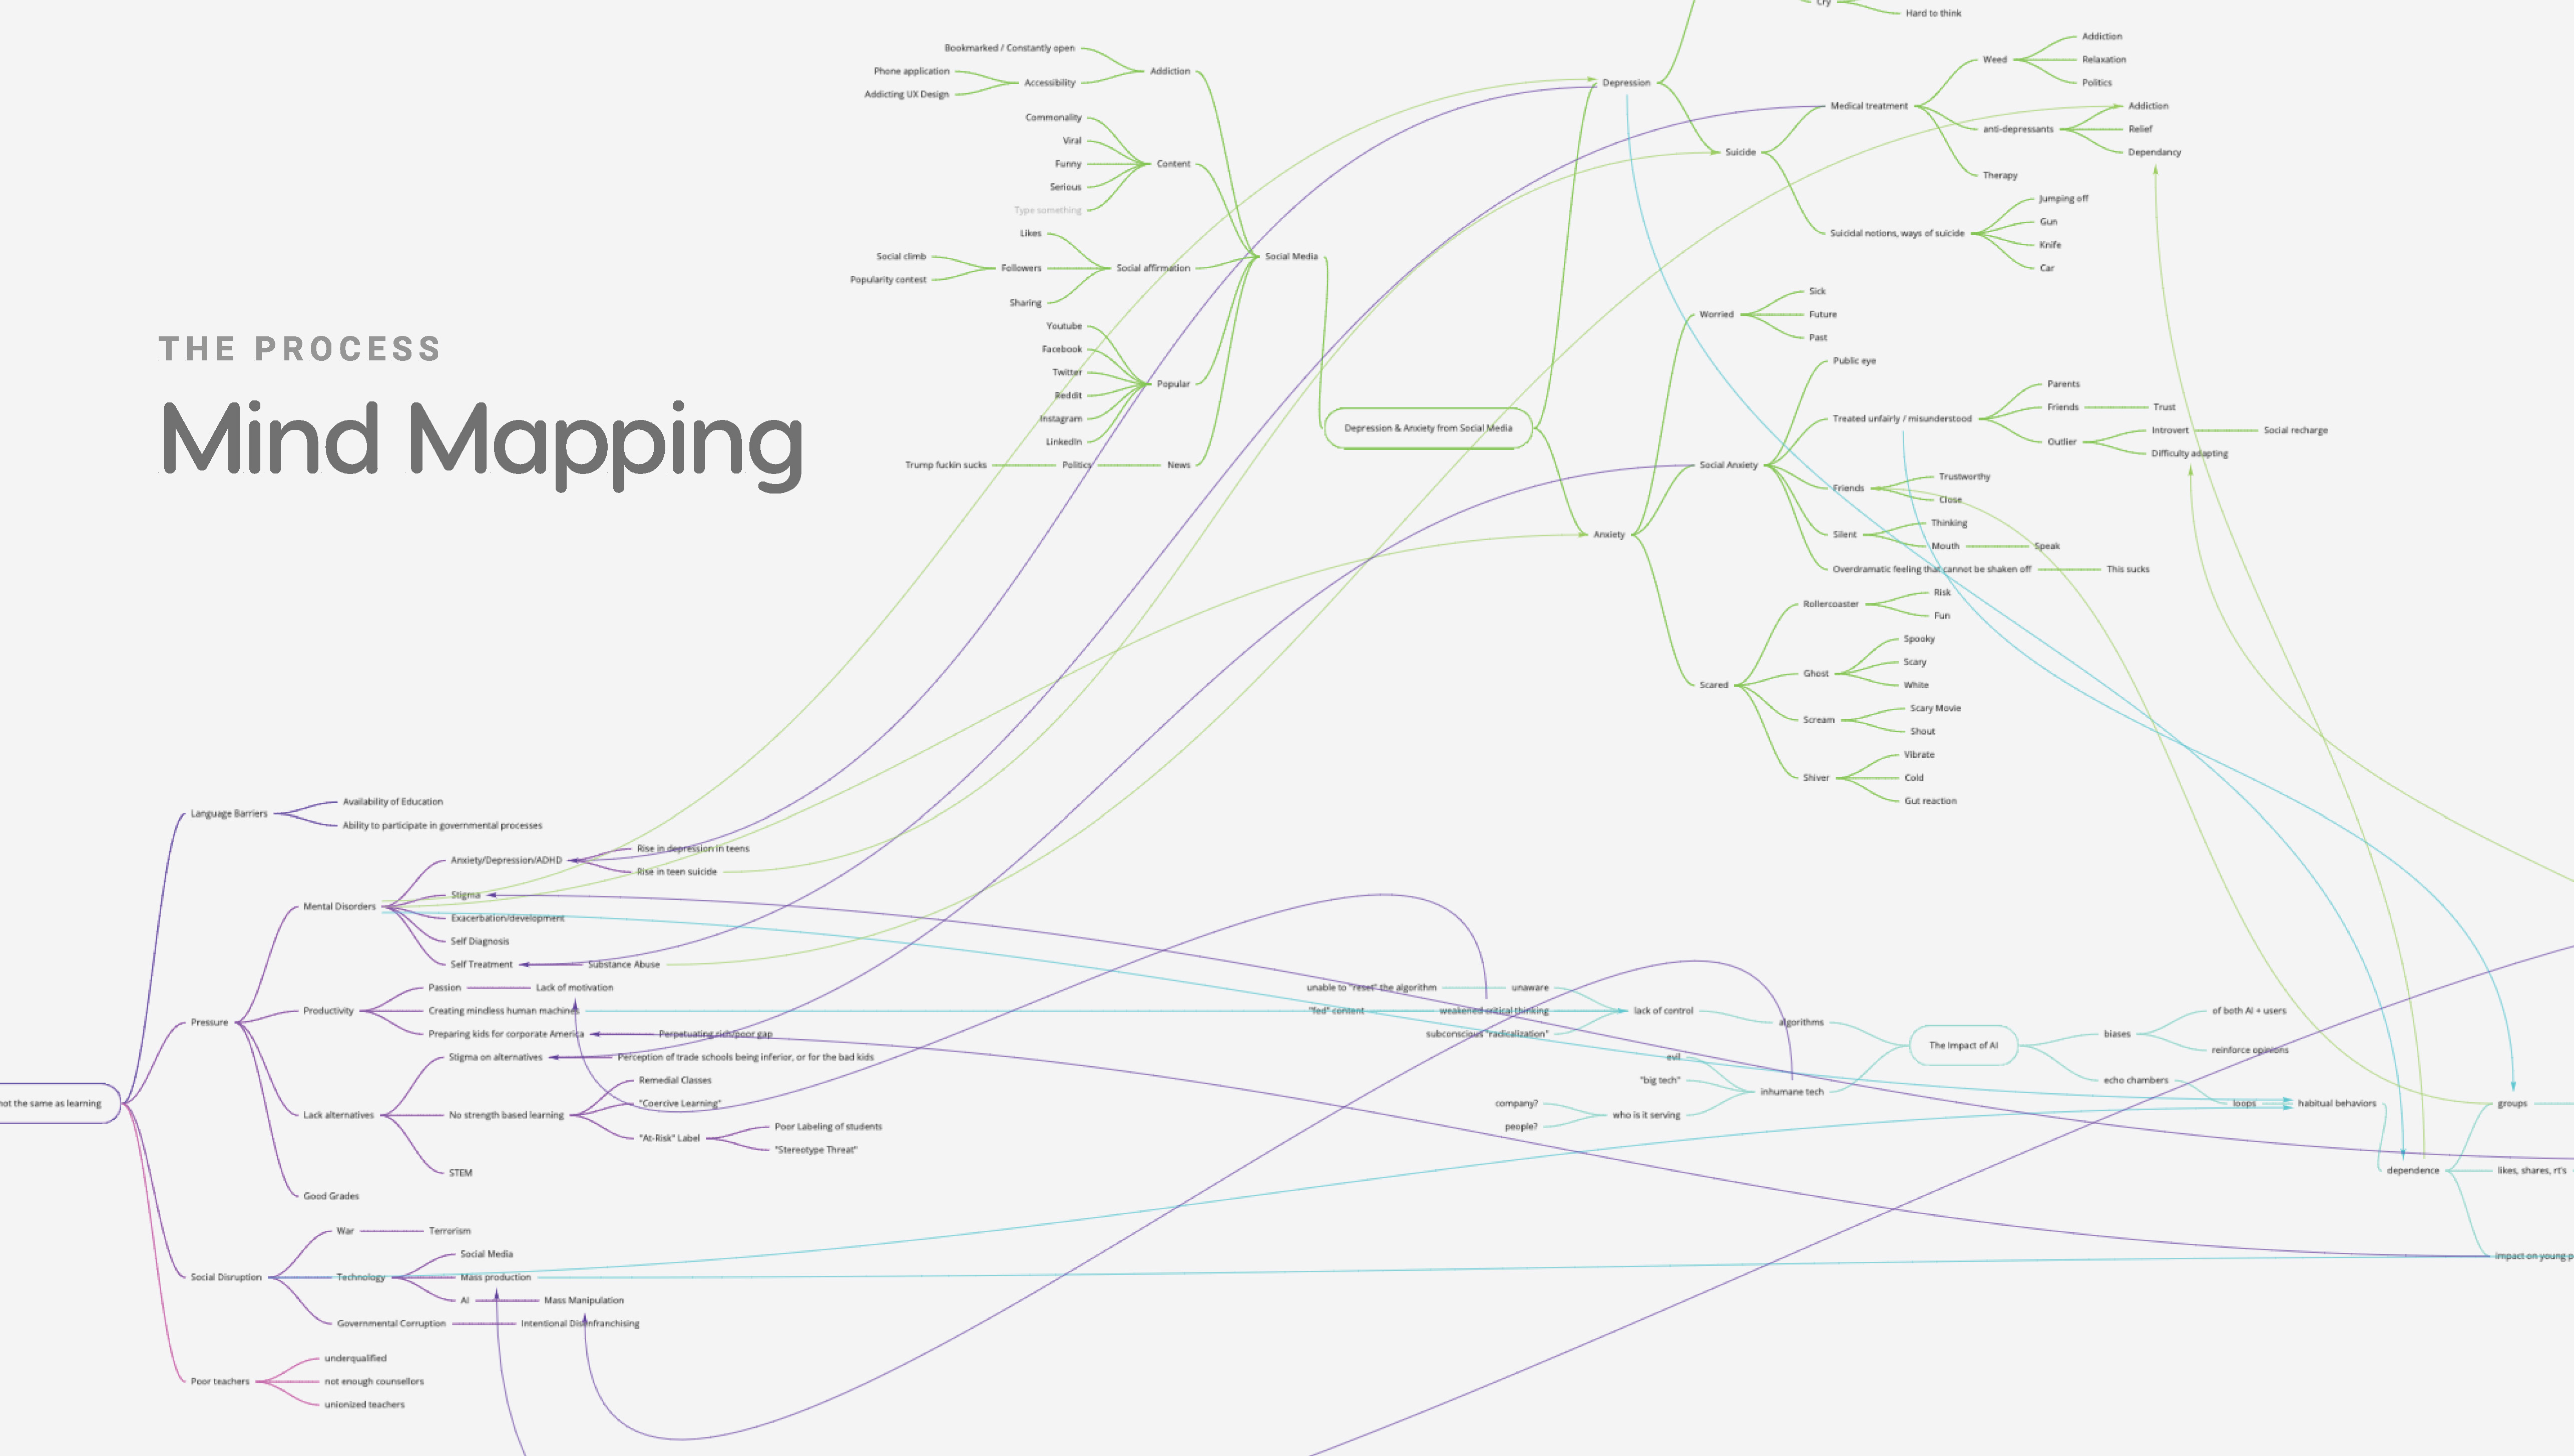 THE PROCESS
Mind Mapping
Cry
Hard to think
Bookmarked / Constantly open
Phone application
Accessibility
Addiction
Addicting UX Design
Commonality
Viral
Funny
Content
Serious
Type something
Likes
Social climb
Followers
Social affirmation
Popularity contest
Sharing
Social Media
Youtube
Facebook
Twitter
Popular
Reddit
Instagram
LinkedIn
Trump fuckin sucks
Politics
News
Depression & Anxiety from Social Media
Depression
Suicide
Medical treatment
Weed
Addiction
Relaxation
Politics
anti-depressants
Addiction
Relief
Dependancy
Therapy
Suicidal notions, ways of suicide
Jumping off
Gun
Knife
Car
Anxiety
Worried
Sick
Future
Past
Social Anxiety
Public eye
Treated unfairly / misunderstood
Parents
Friends
Trust
Outlier
Introvert
Social recharge
Difficulty adapting
Friends
Trustworthy
Close
Silent
Thinking
Mouth
Speak
Overdramatic feeling that cannot be shaken off
This sucks
Scared
Rollercoaster
Risk
Fun
Ghost
Spooky
Scary
White
Scream
Scary Movie
Shout
Shiver
Vibrate
Cold
Gut reaction
not the same as learning
Language Barriers
Availability of Education
Ability to participate in governmental processes
Pressure
Mental Disorders
Anxiety/Depression/ADHD
Rise in depression in teens
Rise in teen suicide
Stigma
Exacerbation/development
Self Diagnosis
Self Treatment
Substance Abuse
Productivity
Passion
Lack of motivation
Creating mindless human machines
Preparing kids for corporate America
Perpetuating rich/poor gap
Lack alternatives
Stigma on alternatives
Perception of trade schools being inferior, or for the bad kids
No strength based learning
Remedial Classes
"Coercive Learning"
"At-Risk" Label
Poor Labeling of students
"Stereotype Threat"
STEM
Good Grades
Social Disruption
War
Terrorism
Technology
Social Media
Mass production
AI
Mass Manipulation
Governmental Corruption
Intentional Disinfranchising
Poor teachers
underqualified
not enough counsellors
unionized teachers
The Impact of AI
algorithms
lack of control
unaware
unable to "reset" the algorithm
weakened critical thinking
"fed" content
subconscious "radicalization"
inhumane tech
evil
"big tech"
who is it serving
company?
people?
biases
of both AI + users
reinforce opinions
echo chambers
loops
habitual behaviors
dependence
groups
likes, shares, rt's
impact on young